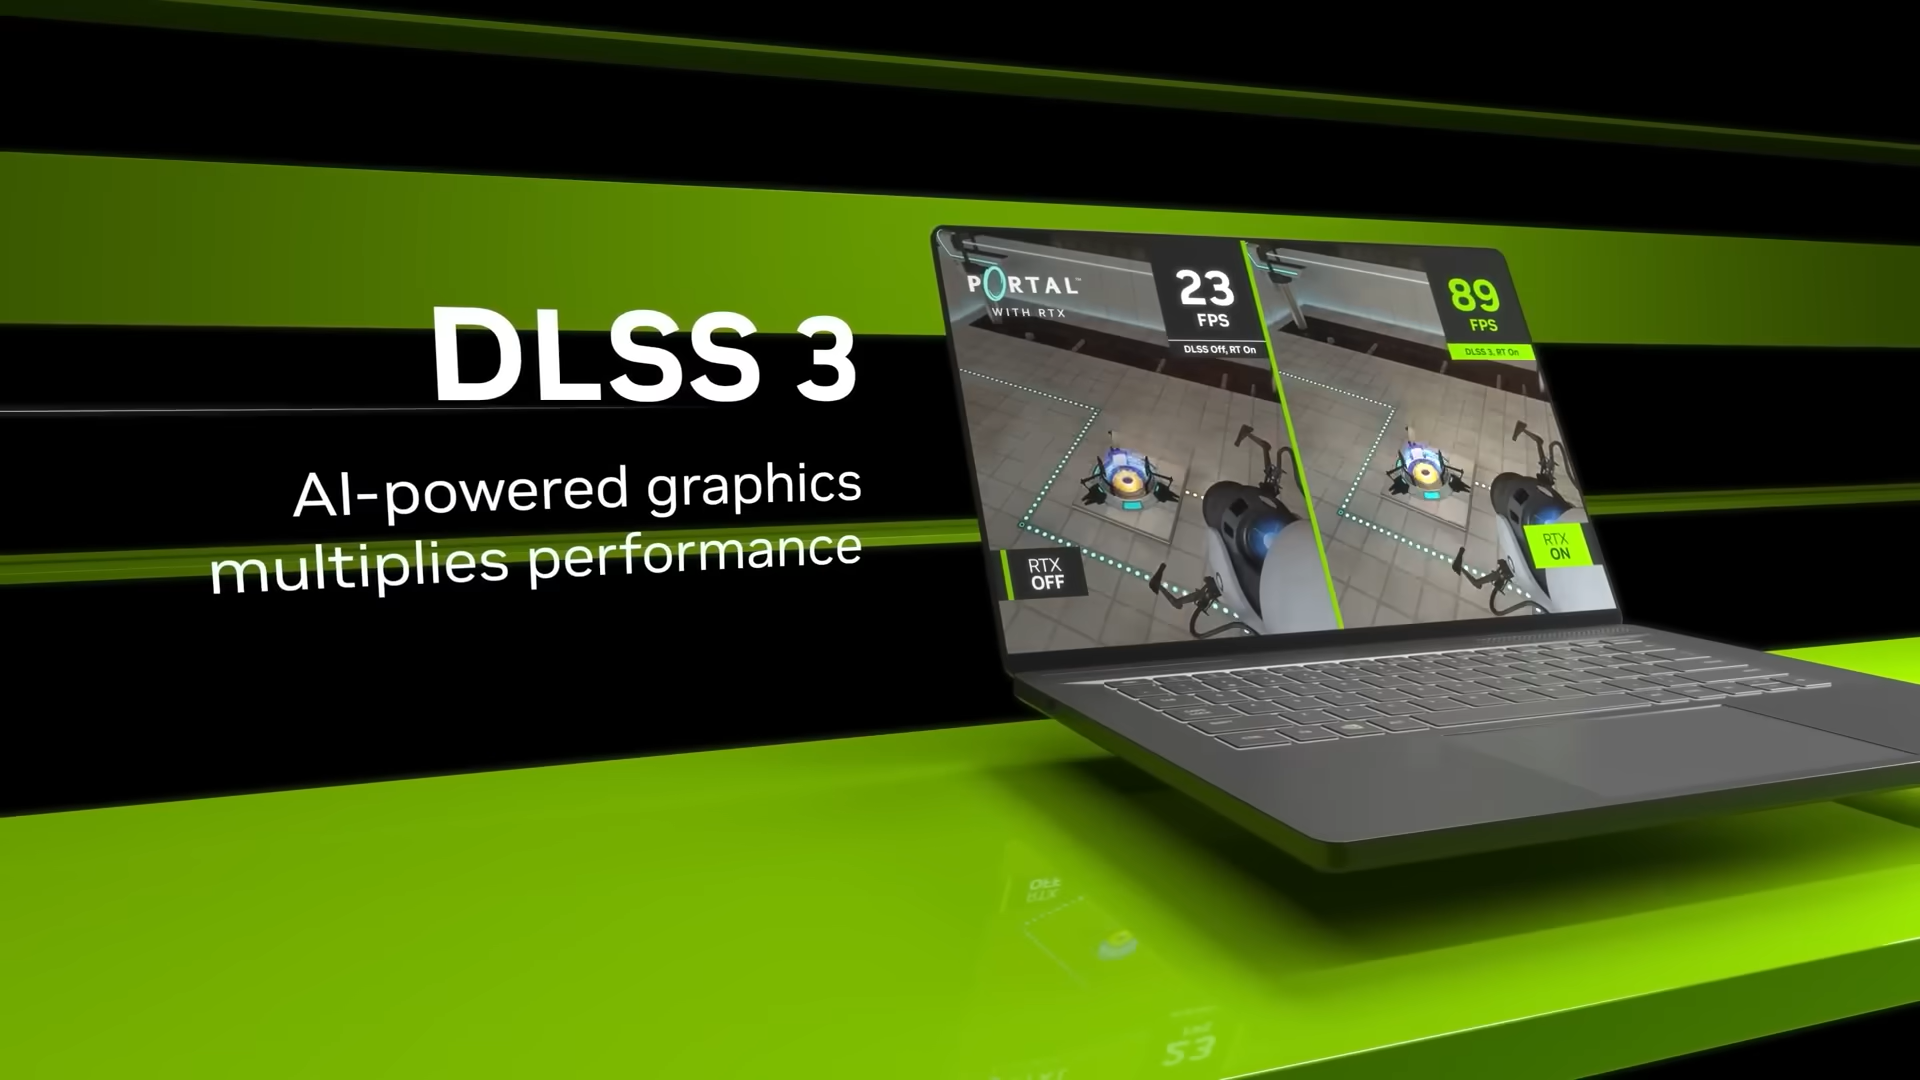 DLSS 3
AI-powered graphics
multiplies performance
PORTAL™
WITH RTX
23
FPS
DLSS Off, RT On
89
FPS
DLSS 3, RT On
RTX
OFF
RTX
ON